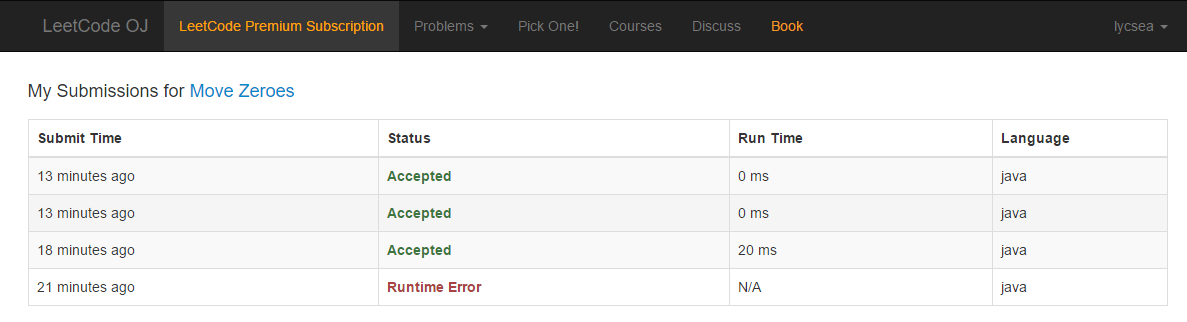 LeetCode OJ LeetCode Premium Subscription Problems Pick One! Courses Discuss Book lycsea
My Submissions for Move Zeroes
Submit Time Status Run Time Language
13 minutes ago Accepted 0 ms java
13 minutes ago Accepted 0 ms java
18 minutes ago Accepted 20 ms java
21 minutes ago Runtime Error N/A java